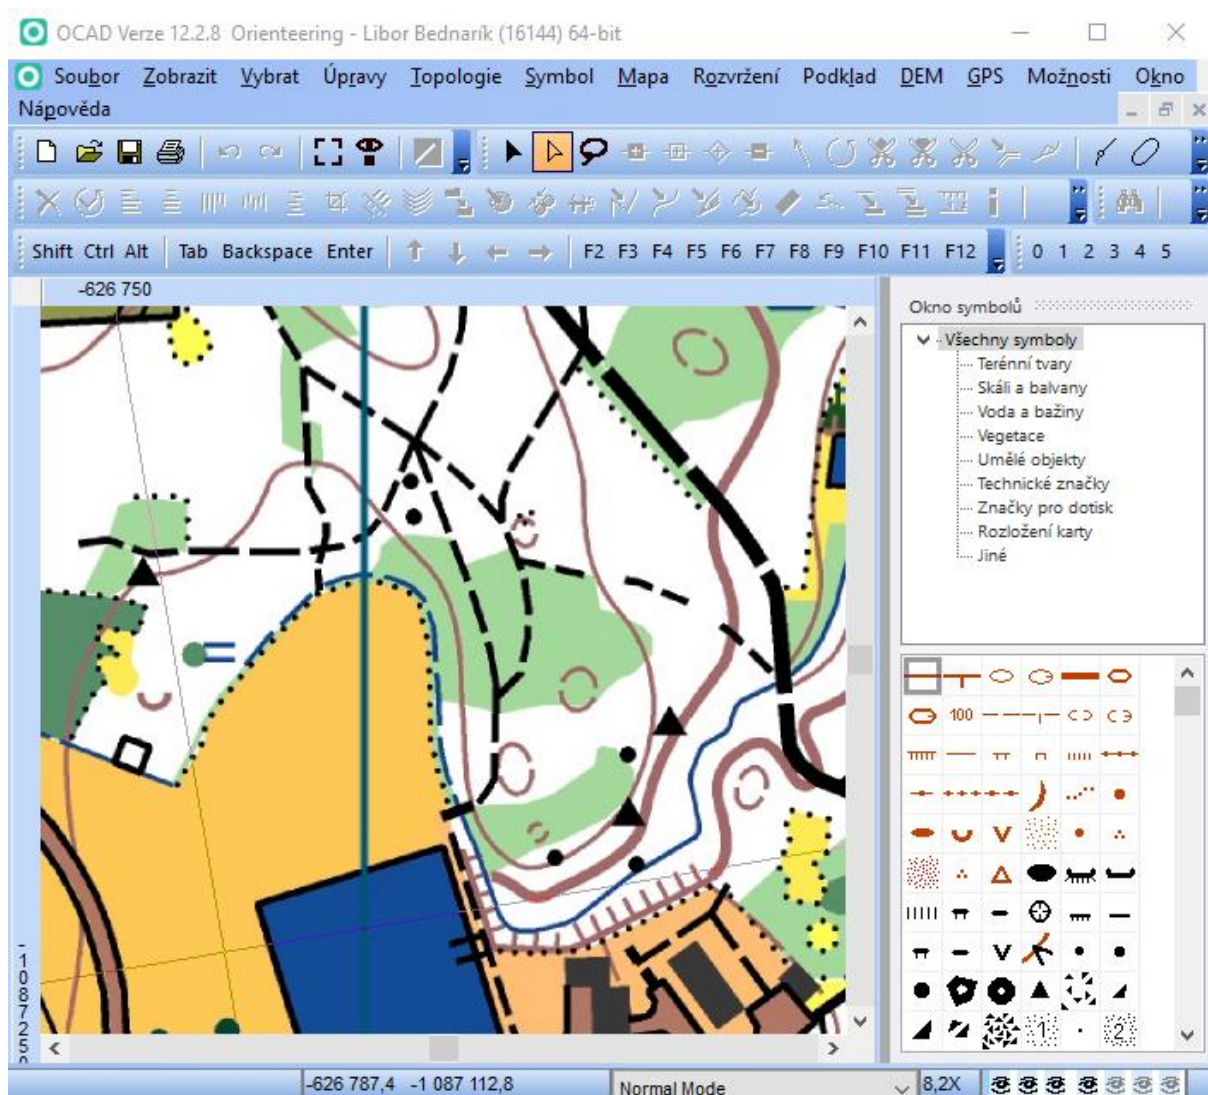 OCAD Verze 12.2.8 Orienteering - Libor Bednarík (16144) 64-bit
Soubor Zobrazit Vybrat Úpravy Topologie Symbol Mapa Rozvržení Podklad DEM GPS Možnosti Okno
Nápověda
Shift Ctrl Alt Tab Backspace Enter F2 F3 F4 F5 F6 F7 F8 F9 F10 F11 F12 0 1 2 3 4 5
-626 750
Okno symbolů
Všechny symboly
Terénní tvary
Skáli a balvany
Voda a bažiny
Vegetace
Umělé objekty
Technické značky
Značky pro dotisk
Rozložení karty
Jiné
100
1
2
-1087250
-626 787,4 -1 087 112,8 Normal Mode 8,2X